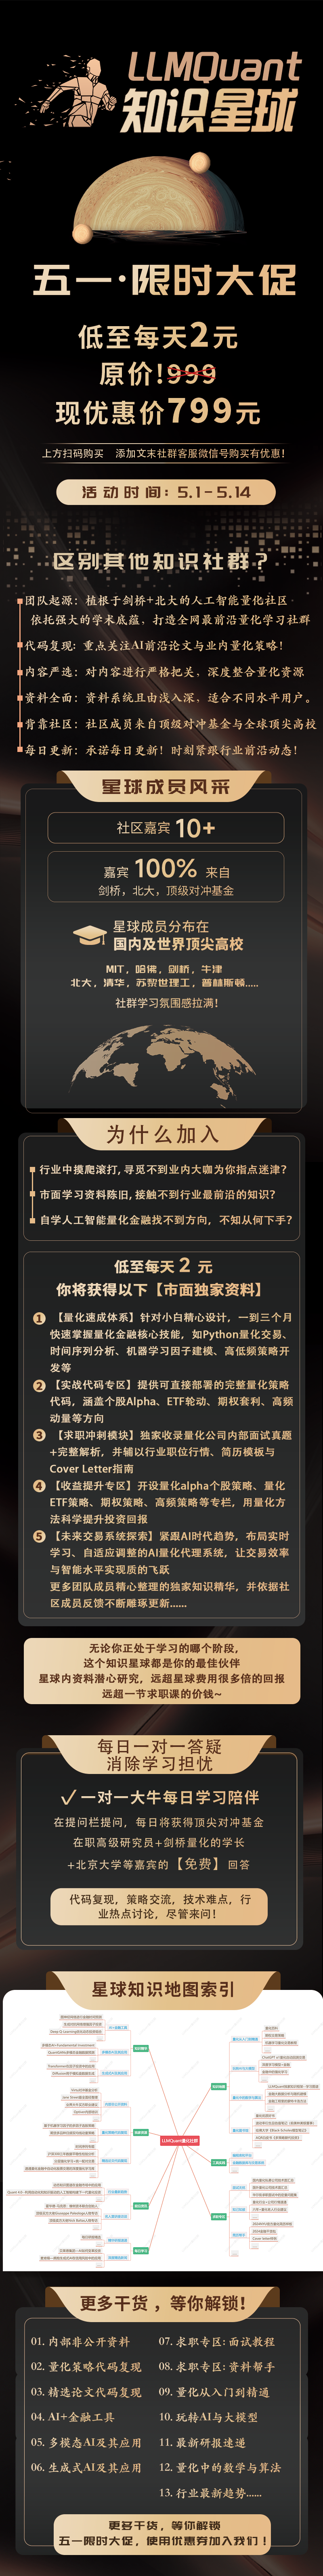 LLMQuant
知识星球
五一·限时大促
低至每天2元
原价!999
现优惠价799元
上方扫码购买 添加文末社群客服微信号购买有优惠!
活动时间：5.1-5.14
区别其他知识社群?
团队起源：植根于剑桥+北大的人工智能量化社区
依托强大的学术底蕴，打造全网最前沿量化学习社群
代码复现：重点关注AI前沿论文与业内量化策略!
内容严选：对内容进行严格把关，深度整合量化资源
资料全面：资料系统且由浅入深，适合不同水平用户。
背靠社区：社区成员来自顶级对冲基金与全球顶尖高校
每日更新：承诺每日更新！时刻紧跟行业前沿动态!
星球成员风采
社区嘉宾 10+
嘉宾 100% 来自
剑桥，北大，顶级对冲基金
星球成员分布在
国内及世界顶尖高校
MIT，哈佛，剑桥，牛津
北大，清华，苏黎世理工，普林斯顿.....
社群学习氛围感拉满!
为什么加入
行业中摸爬滚打，寻觅不到业内大咖为你指点迷津?
市面学习资料陈旧，接触不到行业最前沿的知识?
自学人工智能量化金融找不到方向，不知从何下手?
低至每天 2 元
你将获得以下【市面独家资料】
1 【量化速成体系】针对小白精心设计，一到三个月
快速掌握量化金融核心技能，如Python量化交易、
时间序列分析、机器学习因子建模、高低频策略开
发等
2 【实战代码专区】提供可直接部署的完整量化策略
代码，涵盖个股Alpha、ETF轮动、期权套利、高频
动量等方向
3 【求职冲刺模块】独家收录量化公司内部面试真题
+完整解析，并辅以行业职位行情、简历模板与
Cover Letter指南
4 【收益提升专区】开设量化alpha个股策略、量化
ETF策略、期权策略、高频策略等专栏，用量化方
法科学提升投资回报
5 【未来交易系统探索】紧跟AI时代趋势，布局实时
学习、自适应调整的AI量化代理系统，让交易效率
与智能水平实现质的飞跃
更多团队成员精心整理的独家知识精华，并依据社
区成员反馈不断雕琢更新......
无论你正处于学习的哪个阶段，
这个知识星球都是你的最佳伙伴
星球内资料潜心研究，远超星球费用很多倍的回报
远超一节求职课的价钱~
每日一对一答疑
消除学习担忧
一对一大牛每日学习陪伴
在提问栏提问，每日将获得顶尖对冲基金
在职高级研究员+剑桥量化的学长
+北京大学等嘉宾的【免费】回答
代码复现，策略交流，技术难点，行
业热点讨论，尽管来问!
星球知识地图索引
LLMQuant量化社群
更多干货，等你解锁!
01. 内部非公开资料
02. 量化策略代码复现
03. 精选论文代码复现
04. AI+金融工具
05. 多模态AI及其应用
06. 生成式AI及其应用
07. 求职专区: 面试教程
08. 求职专区: 资料帮手
09. 量化从入门到精通
10. 玩转AI与大模型
11. 最新研报速递
12. 量化中的数学与算法
13. 行业最新趋势......
更多干货，等你解锁
五一限时大促，使用优惠券加入我们!